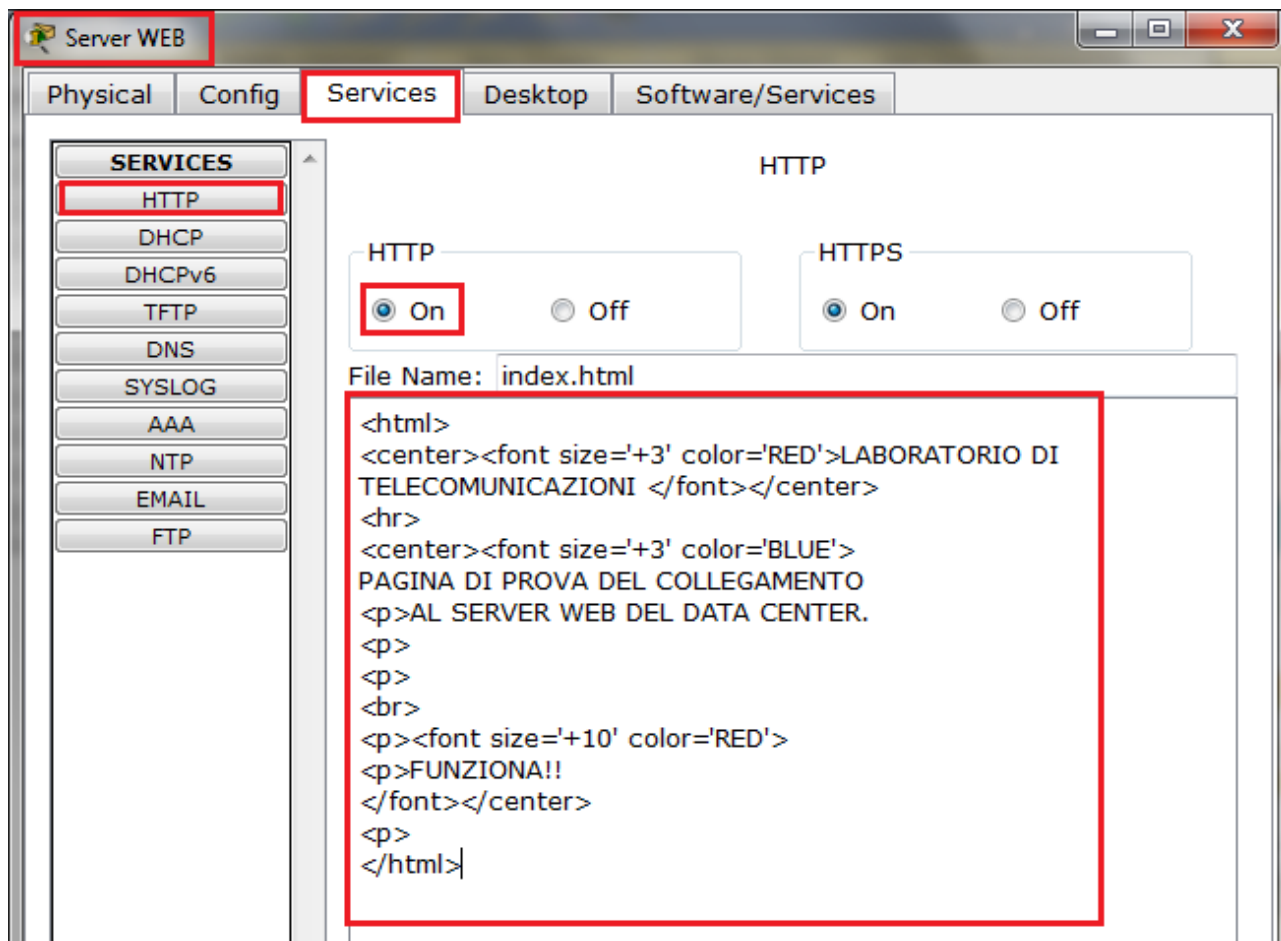 Server WEB
Physical Config Services Desktop Software/Services
SERVICES
HTTP
DHCP
DHCPv6
TFTP
DNS
SYSLOG
AAA
NTP
EMAIL
FTP
HTTP
HTTP
On Off
HTTPS
On Off
File Name: index.html
<html>
<center><font size='+3' color='RED'>LABORATORIO DI
TELECOMUNICAZIONI </font></center>
<hr>
<center><font size='+3' color='BLUE'>
PAGINA DI PROVA DEL COLLEGAMENTO
<p>AL SERVER WEB DEL DATA CENTER.
<p>
<p>
<br>
<p><font size='+10' color='RED'>
<p>FUNZIONA!!
</font></center>
<p>
</html>